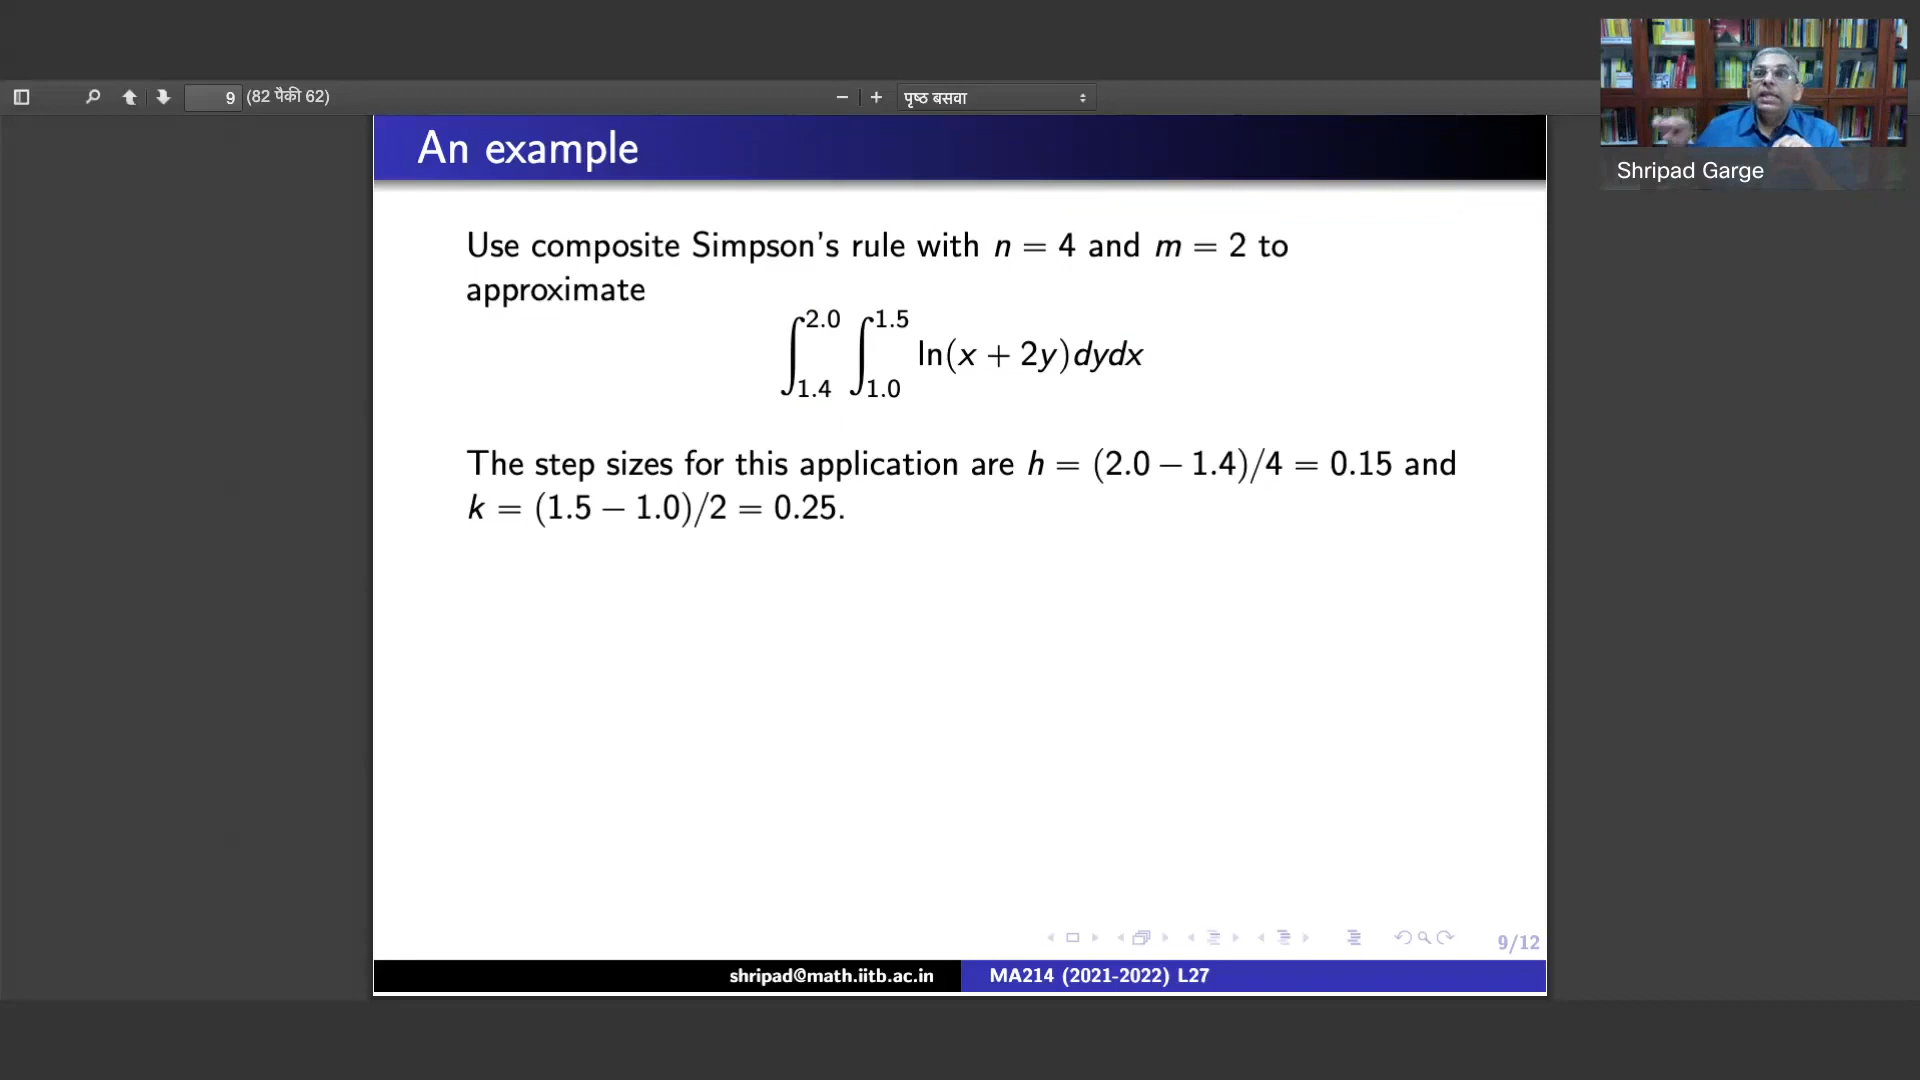 9 (82 पैकी 62)
पृष्ठ बसवा
Shripad Garge
An example
Use composite Simpson's rule with n = 4 and m = 2 to
approximate
∫_{1.4}^{2.0} ∫_{1.0}^{1.5} ln(x + 2y)dydx
The step sizes for this application are h = (2.0 − 1.4)/4 = 0.15 and
k = (1.5 − 1.0)/2 = 0.25.
9/12
shripad@math.iitb.ac.in MA214 (2021-2022) L27